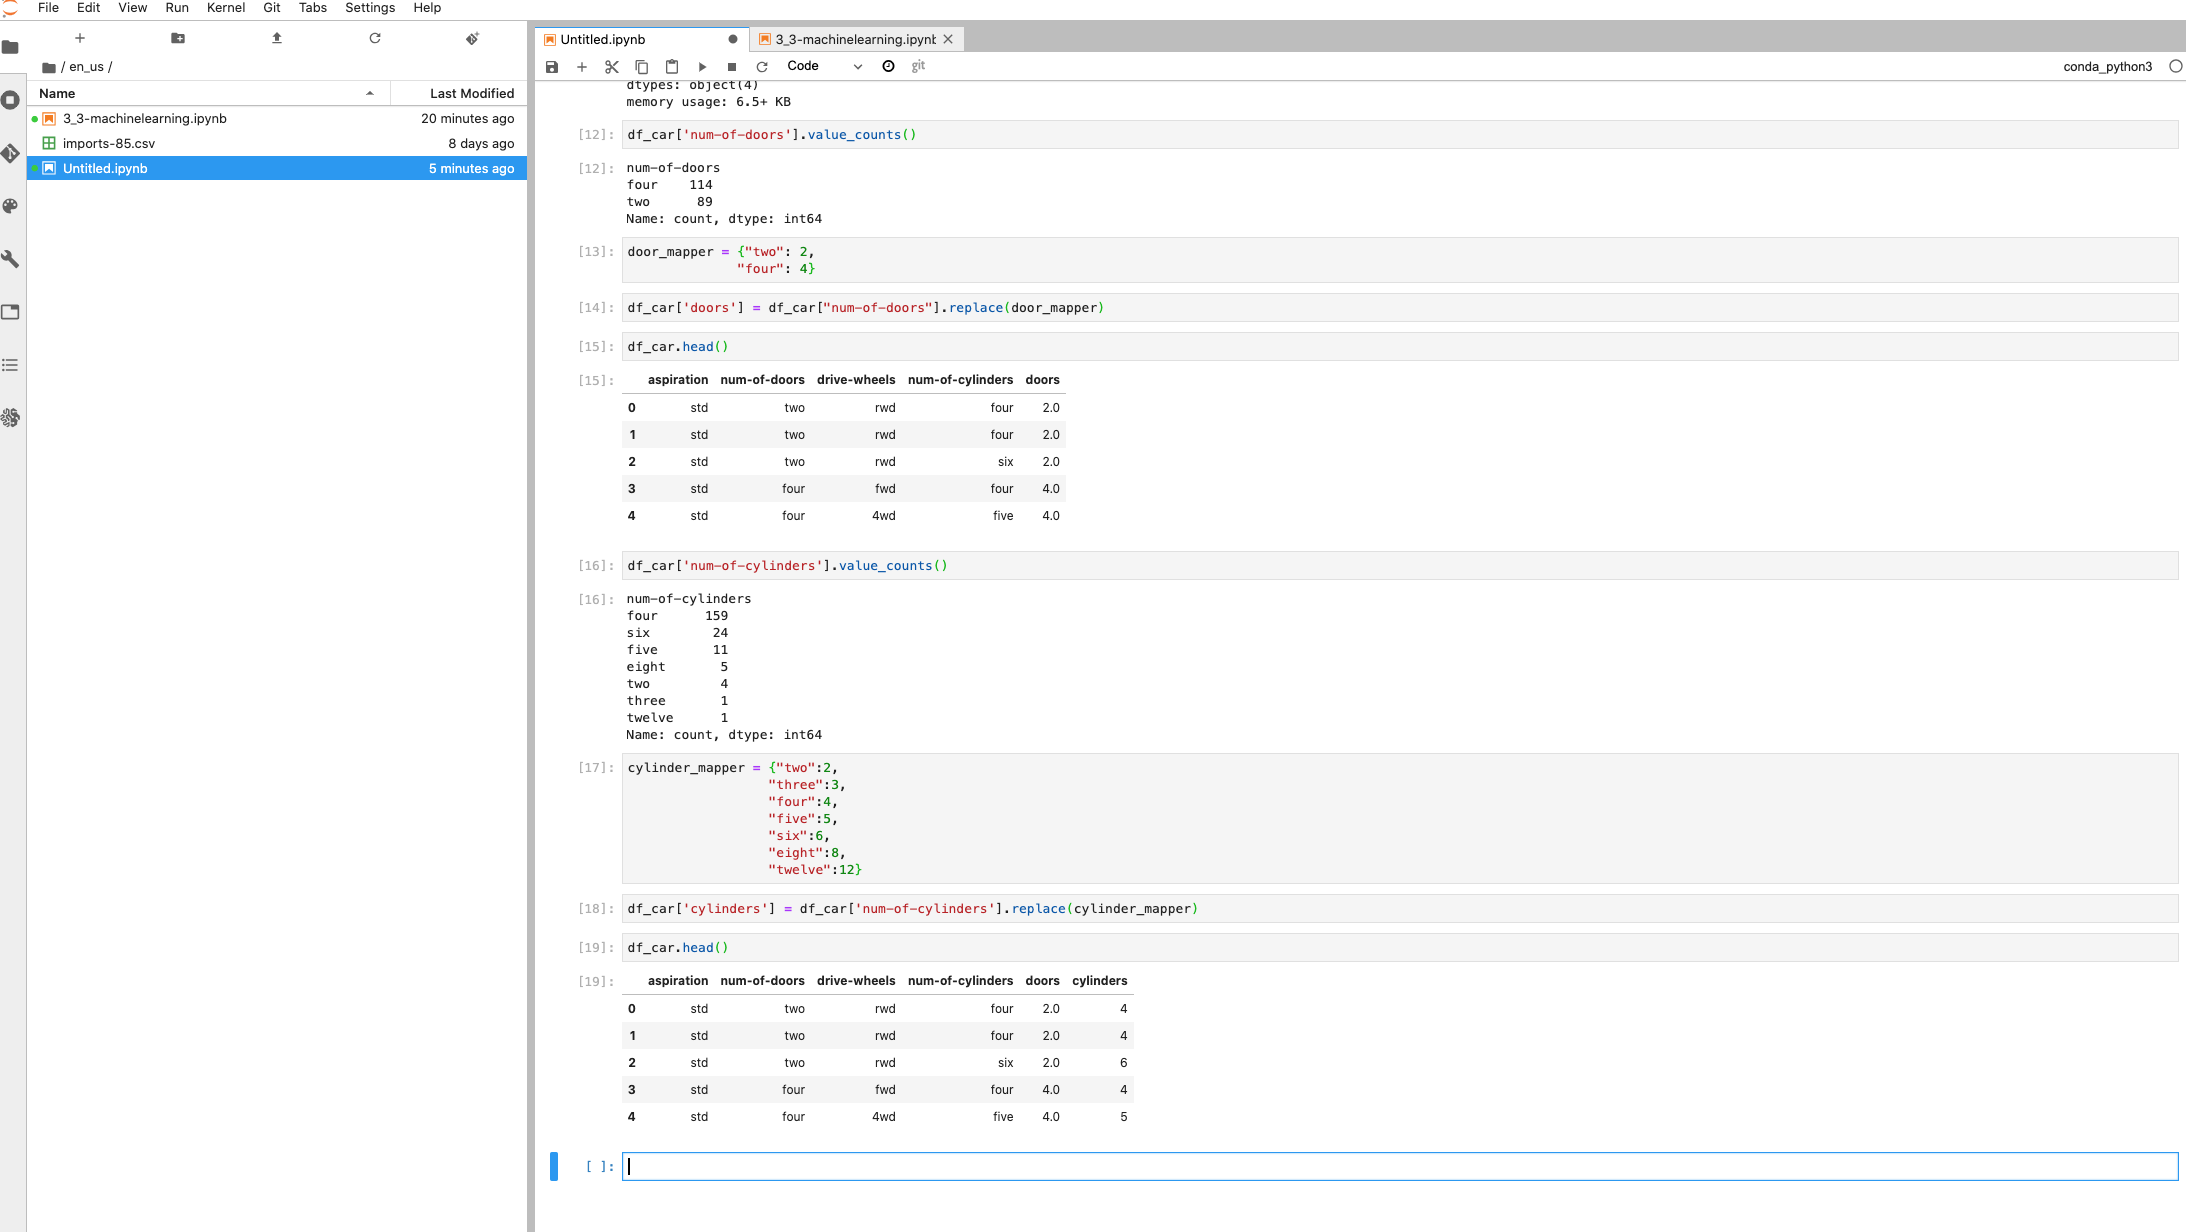 File Edit View Run Kernel Git Tabs Settings Help
/ en_us /
Name Last Modified
3_3-machinelearning.ipynb 20 minutes ago
imports-85.csv 8 days ago
Untitled.ipynb 5 minutes ago
Untitled.ipynb 3_3-machinelearning.ipynb
Code git conda_python3
dtypes: object(4)
memory usage: 6.5+ KB
[12]: df_car['num-of-doors'].value_counts()
[12]: num-of-doors
four 114
two 89
Name: count, dtype: int64
[13]: door_mapper = {"two": 2,
"four": 4}
[14]: df_car['doors'] = df_car["num-of-doors"].replace(door_mapper)
[15]: df_car.head()
[15]: aspiration num-of-doors drive-wheels num-of-cylinders doors
0 std two rwd four 2.0
1 std two rwd four 2.0
2 std two rwd six 2.0
3 std four fwd four 4.0
4 std four 4wd five 4.0
[16]: df_car['num-of-cylinders'].value_counts()
[16]: num-of-cylinders
four 159
six 24
five 11
eight 5
two 4
three 1
twelve 1
Name: count, dtype: int64
[17]: cylinder_mapper = {"two":2,
"three":3,
"four":4,
"five":5,
"six":6,
"eight":8,
"twelve":12}
[18]: df_car['cylinders'] = df_car['num-of-cylinders'].replace(cylinder_mapper)
[19]: df_car.head()
[19]: aspiration num-of-doors drive-wheels num-of-cylinders doors cylinders
0 std two rwd four 2.0 4
1 std two rwd four 2.0 4
2 std two rwd six 2.0 6
3 std four fwd four 4.0 4
4 std four 4wd five 4.0 5
[ ]: